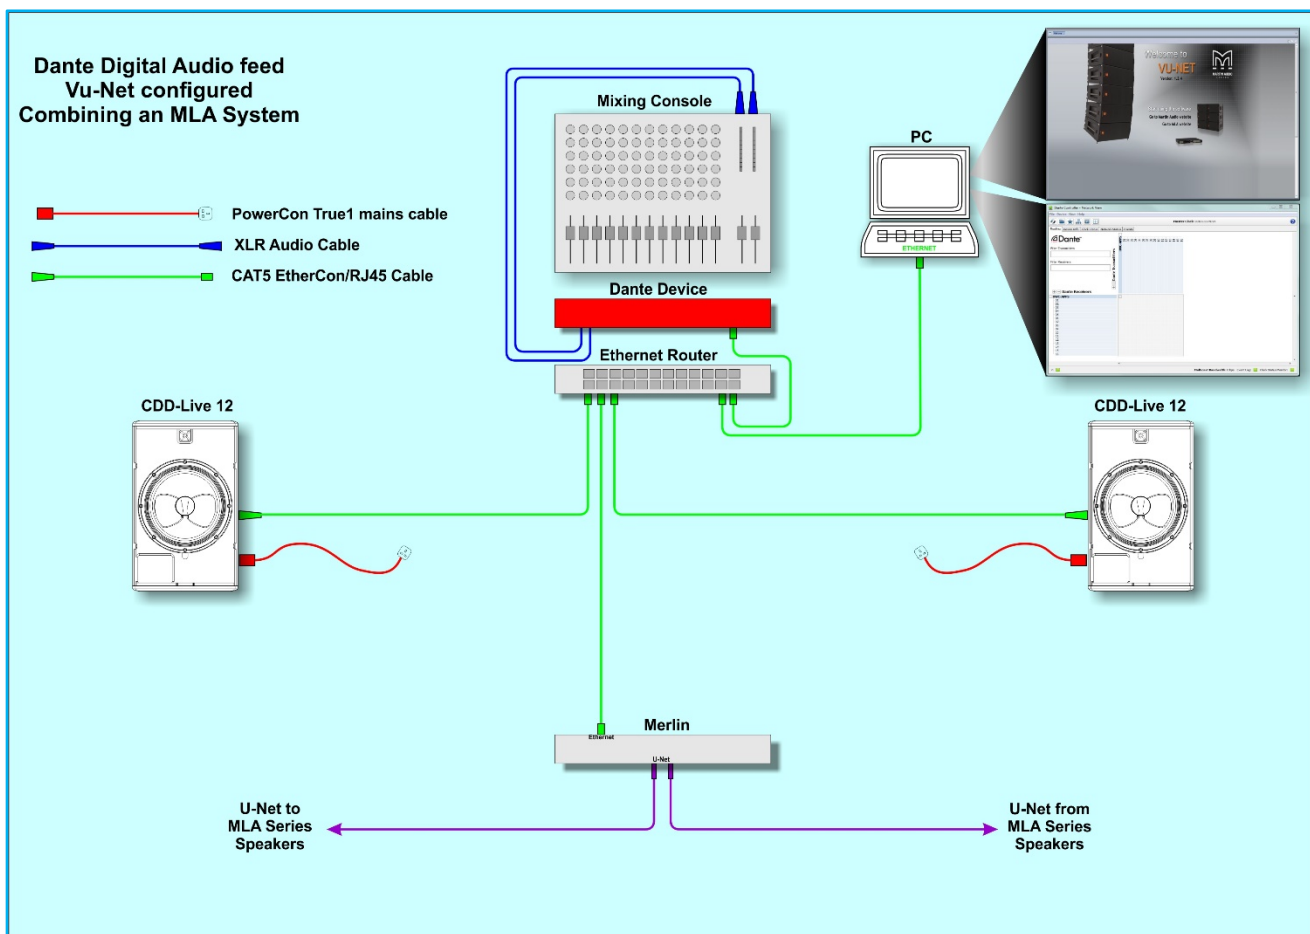 Dante Digital Audio feed
Vu-Net configured
Combining an MLA System
PowerCon True1 mains cable
XLR Audio Cable
CAT5 EtherCon/RJ45 Cable
Mixing Console
PC
ETHERNET
Welcome to
VU-NET
Dante
Dante Device
Ethernet Router
CDD-Live 12
CDD-Live 12
Merlin
Ethernet
U-Net
U-Net to
MLA Series
Speakers
U-Net from
MLA Series
Speakers